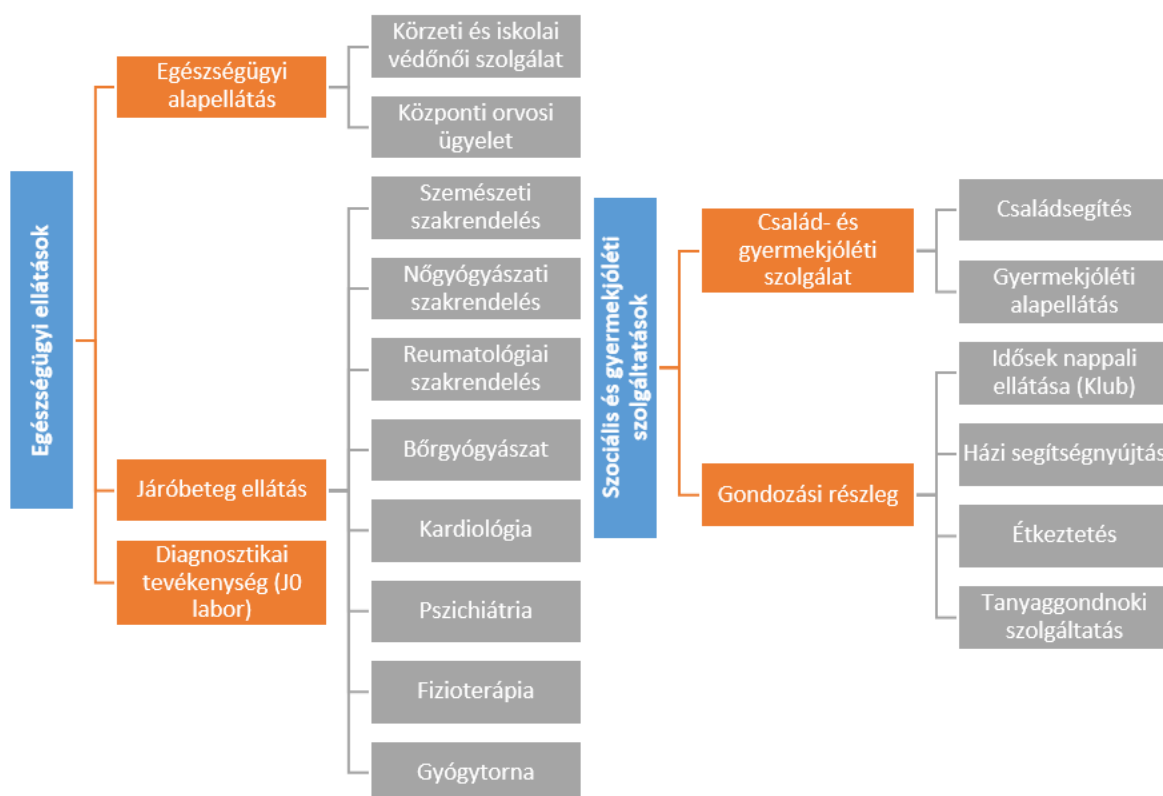 Egészségügyi ellátások
Egészségügyi
alapellátás
Körzeti és iskolai
védőnői szolgálat
Központi orvosi
ügyelet
Járóbeteg ellátás
Szemészeti
szakrendelés
Nőgyógyászati
szakrendelés
Reumatológiai
szakrendelés
Bőrgyógyászat
Kardiológia
Pszichiátria
Fizioterápia
Gyógytorna
Diagnosztikai
tevékenység (J0
labor)
Szociális és gyermekjóléti
szolgáltatások
Család- és
gyermekjóléti
szolgálat
Családsegítés
Gyermekjóléti
alapellátás
Gondozási részleg
Idősek nappali
ellátása (Klub)
Házi segítségnyújtás
Étkeztetés
Tanyaggondnoki
szolgáltatás